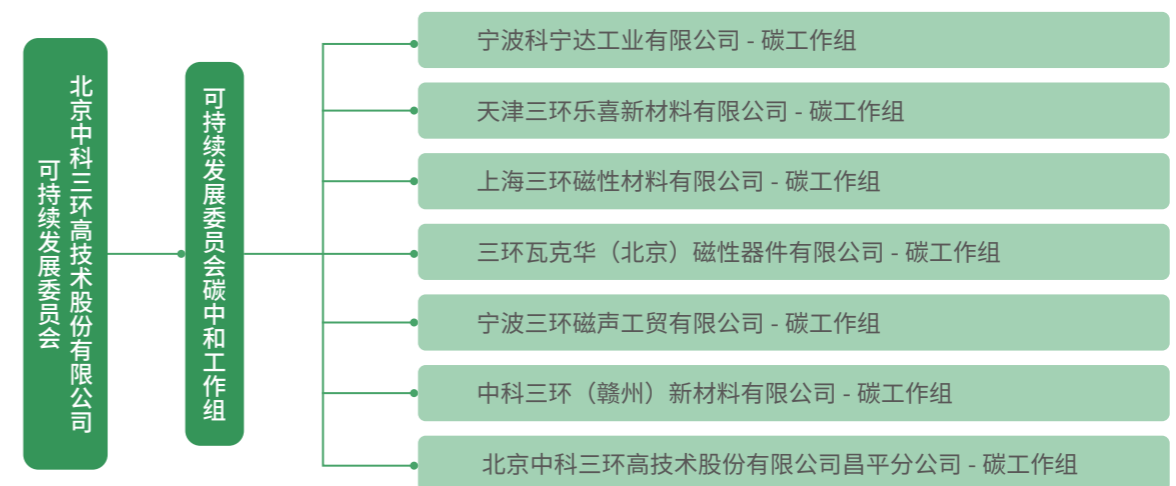 北京中科三环高技术股份有限公司
可持续发展委员会
可持续发展委员会碳中和工作组
宁波科宁达工业有限公司 - 碳工作组
天津三环乐喜新材料有限公司 - 碳工作组
上海三环磁性材料有限公司 - 碳工作组
三环瓦克华（北京）磁性器件有限公司 - 碳工作组
宁波三环磁声工贸有限公司 - 碳工作组
中科三环（赣州）新材料有限公司 - 碳工作组
北京中科三环高技术股份有限公司昌平分公司 - 碳工作组